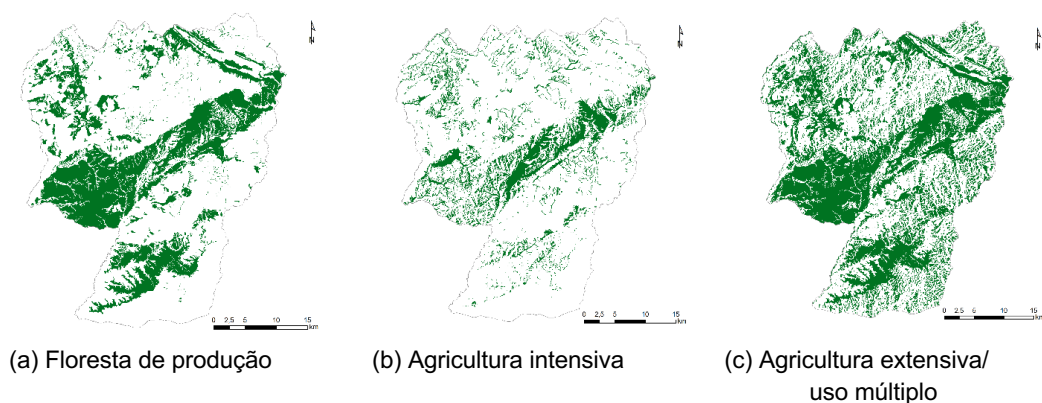 N
N
N
0 2.5 5 10 15
km
0 2.5 5 10 15
km
0 2.5 5 10 15
km
(a) Floresta de produção
(b) Agricultura intensiva
(c) Agricultura extensiva/
uso múltiplo